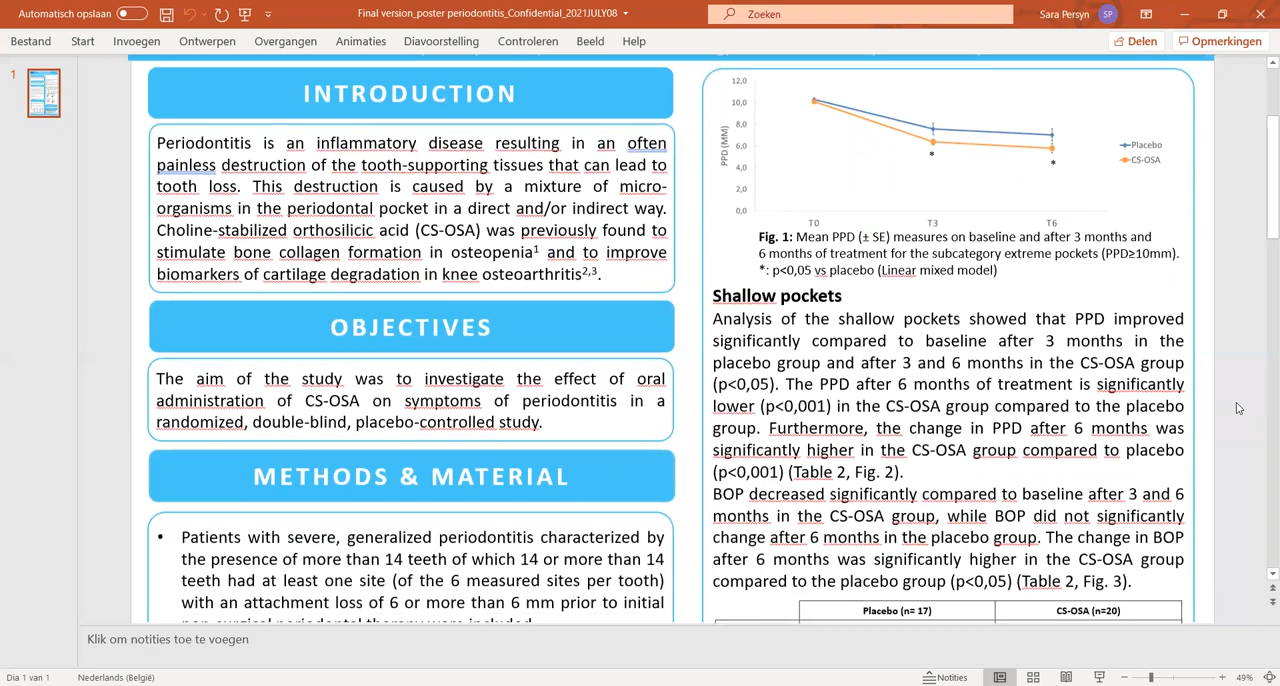 Automatisch opslaan
Final version_poster periodontitis_Confidential_2021JULY08
Zoeken
Sara Persyn
SP
Bestand Start Invoegen Ontwerpen Overgangen Animaties Diavoorstelling Controleren Beeld Help
Delen
Opmerkingen
1
INTRODUCTION
Periodontitis is an inflammatory disease resulting in an often
painless destruction of the tooth-supporting tissues that can lead to
tooth loss. This destruction is caused by a mixture of micro-
organisms in the periodontal pocket in a direct and/or indirect way.
Choline-stabilized orthosilicic acid (CS-OSA) was previously found to
stimulate bone collagen formation in osteopenia¹ and to improve
biomarkers of cartilage degradation in knee osteoarthritis²,³.
OBJECTIVES
The aim of the study was to investigate the effect of oral
administration of CS-OSA on symptoms of periodontitis in a
randomized, double-blind, placebo-controlled study.
METHODS & MATERIAL
• Patients with severe, generalized periodontitis characterized by
the presence of more than 14 teeth of which 14 or more than 14
teeth had at least one site (of the 6 measured sites per tooth)
with an attachment loss of 6 or more than 6 mm prior to initial
12,0
10,0
8,0
6,0
4,0
2,0
0,0
PPD (MM)
T0 T3 T6
* *
Placebo
CS-OSA
Fig. 1: Mean PPD (± SE) measures on baseline and after 3 months and
6 months of treatment for the subcategory extreme pockets (PPD≥10mm).
*: p<0,05 vs placebo (Linear mixed model)
Shallow pockets
Analysis of the shallow pockets showed that PPD improved
significantly compared to baseline after 3 months in the
placebo group and after 3 and 6 months in the CS-OSA group
(p<0,05). The PPD after 6 months of treatment is significantly
lower (p<0,001) in the CS-OSA group compared to the placebo
group. Furthermore, the change in PPD after 6 months was
significantly higher in the CS-OSA group compared to placebo
(p<0,001) (Table 2, Fig. 2).
BOP decreased significantly compared to baseline after 3 and 6
months in the CS-OSA group, while BOP did not significantly
change after 6 months in the placebo group. The change in BOP
after 6 months was significantly higher in the CS-OSA group
compared to the placebo group (p<0,05) (Table 2, Fig. 3).
Placebo (n= 17) CS-OSA (n=20)
Klik om notities toe te voegen
Dia 1 van 1
Nederlands (België)
Notities
49%